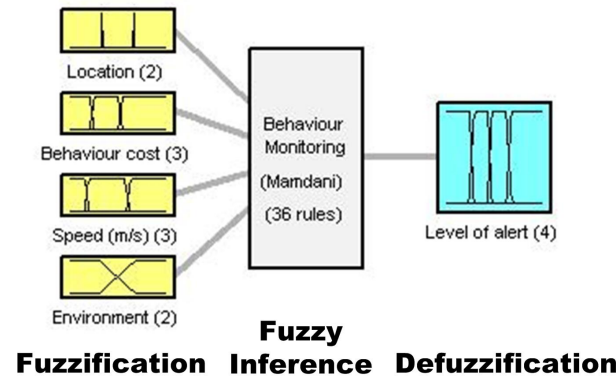 Location (2)
Behaviour cost (3)
Speed (m/s) (3)
Environment (2)
Behaviour
Monitoring
(Mamdani)
(36 rules)
Level of alert (4)
Fuzzification
Fuzzy
Inference
Defuzzification